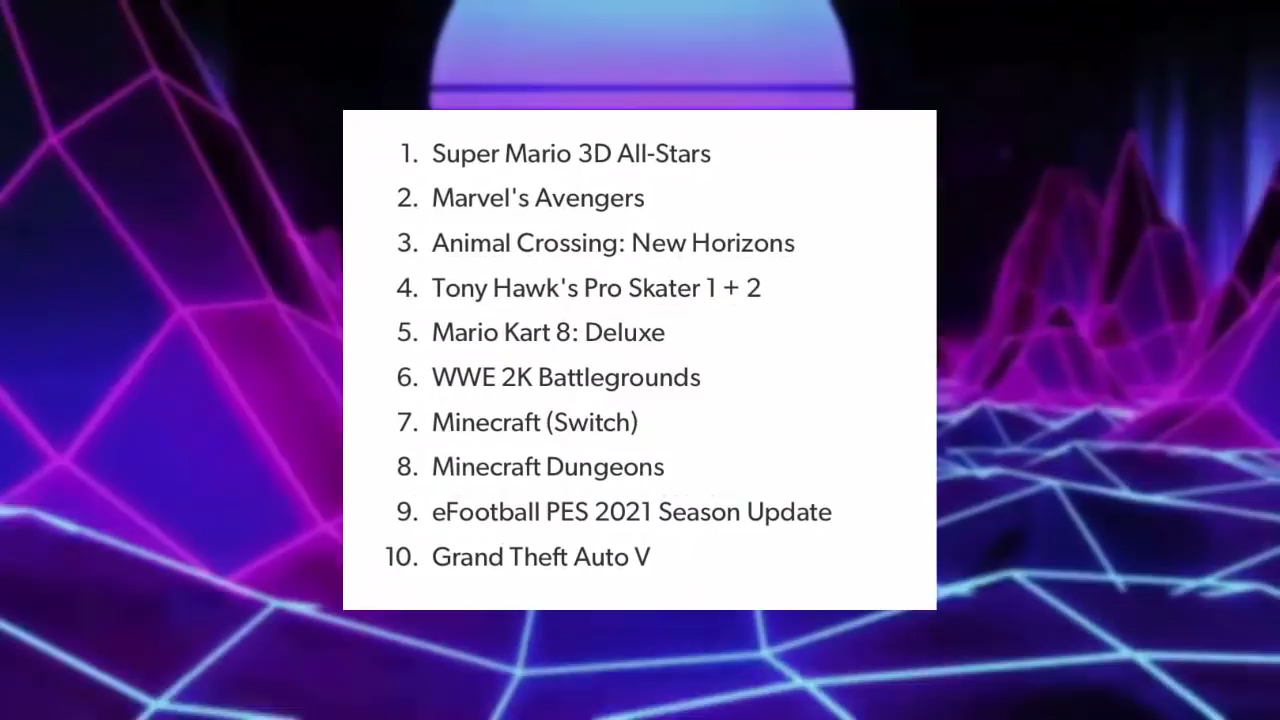 1. Super Mario 3D All-Stars
2. Marvel's Avengers
3. Animal Crossing: New Horizons
4. Tony Hawk's Pro Skater 1 + 2
5. Mario Kart 8: Deluxe
6. WWE 2K Battlegrounds
7. Minecraft (Switch)
8. Minecraft Dungeons
9. eFootball PES 2021 Season Update
10. Grand Theft Auto V